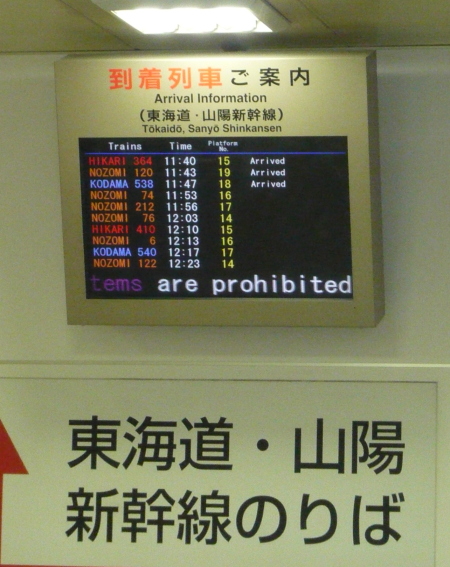 到着列車ご案内
Arrival Information
(東海道・山陽新幹線)
Tōkaidō, Sanyō Shinkansen
Trains Time Platform No.
HIKARI 364 11:40 15 Arrived
NOZOMI 120 11:43 19 Arrived
KODAMA 538 11:47 18 Arrived
NOZOMI 74 11:53 16
NOZOMI 212 11:56 17
NOZOMI 76 12:03 14
HIKARI 410 12:10 15
NOZOMI 6 12:13 16
KODAMA 540 12:17 17
NOZOMI 122 12:23 14
tems are prohibited
東海道・山陽
新幹線のりば